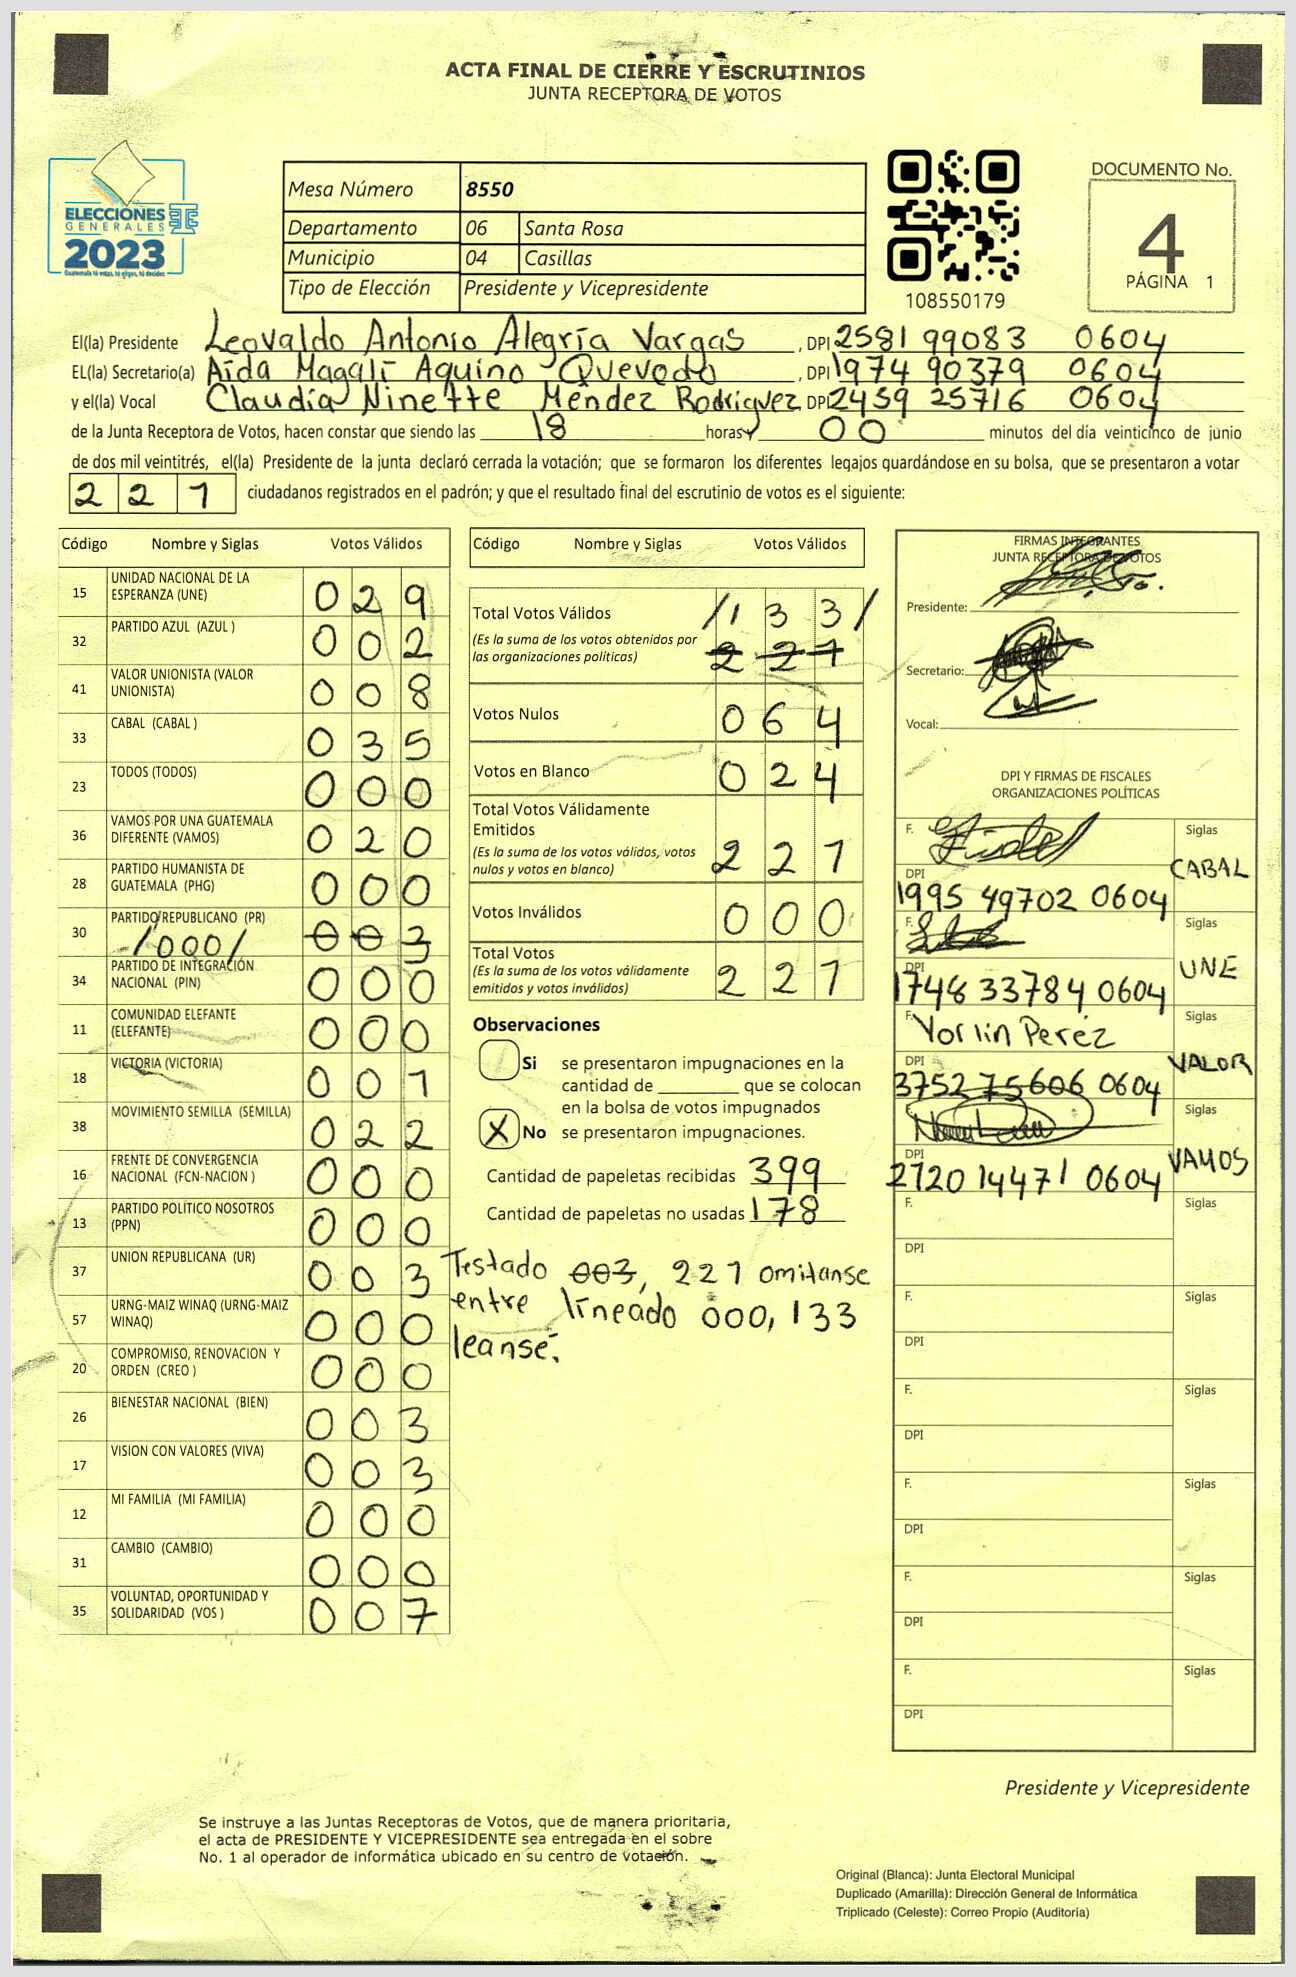 ACTA FINAL DE CIERRE Y ESCRUTINIOS
JUNTA RECEPTORA DE VOTOS
ELECCIONES
GENERALES
2023
Mesa Número 8550
Departamento 06 Santa Rosa
Municipio 04 Casillas
Tipo de Elección Presidente y Vicepresidente
108550179
DOCUMENTO No.
4
PÁGINA 1
El(la) Presidente Leovaldo Antonio Alegría Vargas, DPI 2581 99083 0604
EL(la) Secretario(a) Aída Magalí Aquino Quevedo, DPI 1974 90379 0604
y el(la) Vocal Claudia Ninette Méndez Rodríguez DPI 2459 25716 0604
de la Junta Receptora de Votos, hacen constar que siendo las 18 horas y 00 minutos del día veinticinco de junio
de dos mil veintitrés, el(la) Presidente de la junta declaró cerrada la votación; que se formaron los diferentes legajos guardándose en su bolsa, que se presentaron a votar
2 2 1 ciudadanos registrados en el padrón; y que el resultado final del escrutinio de votos es el siguiente:
Código Nombre y Siglas Votos Válidos
15 UNIDAD NACIONAL DE LA ESPERANZA (UNE) 0 2 9
32 PARTIDO AZUL (AZUL ) 0 0 2
41 VALOR UNIONISTA (VALOR UNIONISTA) 0 0 8
33 CABAL (CABAL ) 0 3 5
23 TODOS (TODOS) 0 0 0
36 VAMOS POR UNA GUATEMALA DIFERENTE (VAMOS) 0 2 0
28 PARTIDO HUMANISTA DE GUATEMALA (PHG) 0 0 0
30 PARTIDO REPUBLICANO (PR) /000/ 0 0 3
34 PARTIDO DE INTEGRACIÓN NACIONAL (PIN) 0 0 0
11 COMUNIDAD ELEFANTE (ELEFANTE) 0 0 0
18 VICTORIA (VICTORIA) 0 0 1
38 MOVIMIENTO SEMILLA (SEMILLA) 0 2 2
16 FRENTE DE CONVERGENCIA NACIONAL (FCN-NACION ) 0 0 0
13 PARTIDO POLÍTICO NOSOTROS (PPN) 0 0 0
37 UNION REPUBLICANA (UR) 0 0 3
57 URNG-MAIZ WINAQ (URNG-MAIZ WINAQ) 0 0 0
20 COMPROMISO, RENOVACION Y ORDEN (CREO ) 0 0 0
26 BIENESTAR NACIONAL (BIEN) 0 0 3
17 VISION CON VALORES (VIVA) 0 0 3
12 MI FAMILIA (MI FAMILIA) 0 0 0
31 CAMBIO (CAMBIO) 0 0 0
35 VOLUNTAD, OPORTUNIDAD Y SOLIDARIDAD (VOS ) 0 0 7
Código Nombre y Siglas Votos Válidos
Total Votos Válidos /1 3 3/
(Es la suma de los votos obtenidos por
las organizaciones políticas) 2 2 1
Votos Nulos 0 6 4
Votos en Blanco 0 2 4
Total Votos Válidamente
Emitidos
(Es la suma de los votos válidos, votos
nulos y votos en blanco) 2 2 1
Votos Inválidos 0 0 0
Total Votos
(Es la suma de los votos válidamente
emitidos y votos inválidos) 2 2 1
Observaciones
Si se presentaron impugnaciones en la
cantidad de ________ que se colocan
en la bolsa de votos impugnados
X No se presentaron impugnaciones.
Cantidad de papeletas recibidas 399
Cantidad de papeletas no usadas 178
Testado 003, 221 omitanse
entre líneado 000, 133
leanse.
FIRMAS INTEGRANTES
JUNTA RECEPTORA DE VOTOS
Presidente:
Secretario:
Vocal:
DPI Y FIRMAS DE FISCALES
ORGANIZACIONES POLÍTICAS
F. Siglas CABAL
DPI 1995 49702 0604
F. Siglas UNE
DPI 1748 33784 0604
F. Yorlin Peréz Siglas VALOR
DPI 3752 75606 0604
Siglas VAMOS
DPI 2720 14471 0604
F. Siglas
DPI
F. Siglas
DPI
F. Siglas
DPI
F. Siglas
DPI
F. Siglas
DPI
F. Siglas
DPI
Presidente y Vicepresidente
Se instruye a las Juntas Receptoras de Votos, que de manera prioritaria,
el acta de PRESIDENTE Y VICEPRESIDENTE sea entregada en el sobre
No. 1 al operador de informática ubicado en su centro de votación.
Original (Blanca): Junta Electoral Municipal
Duplicado (Amarilla): Dirección General de Informática
Triplicado (Celeste): Correo Propio (Auditoría)